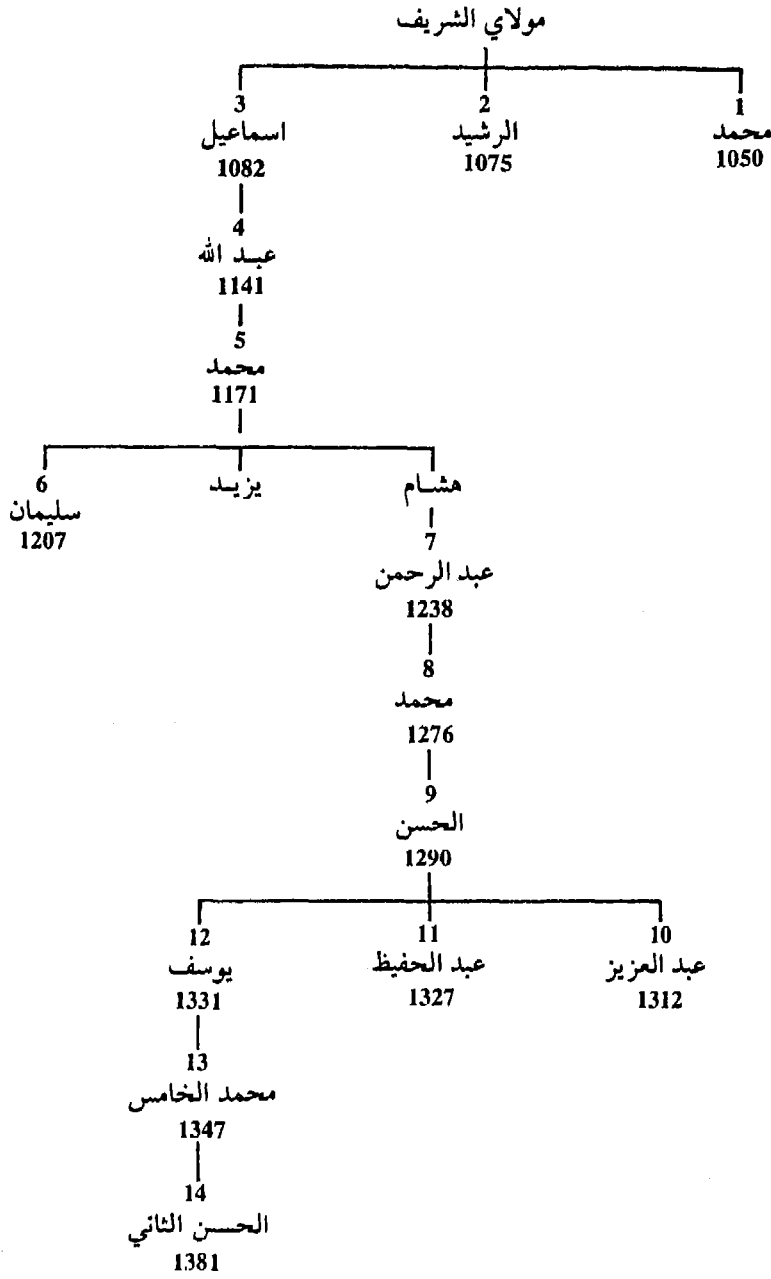 مولاي الشريف
1 2 3
محمد الرشيد اسماعيل
1050 1075 1082
4
عبد الله
1141
5
محمد
1171
هشام يزيد 6
سليمان
1207
7
عبد الرحمن
1238
8
محمد
1276
9
الحسن
1290
10 11 12
عبد العزيز عبد الحفيظ يوسف
1312 1327 1331
13
محمد الخامس
1347
14
الحسن الثاني
1381